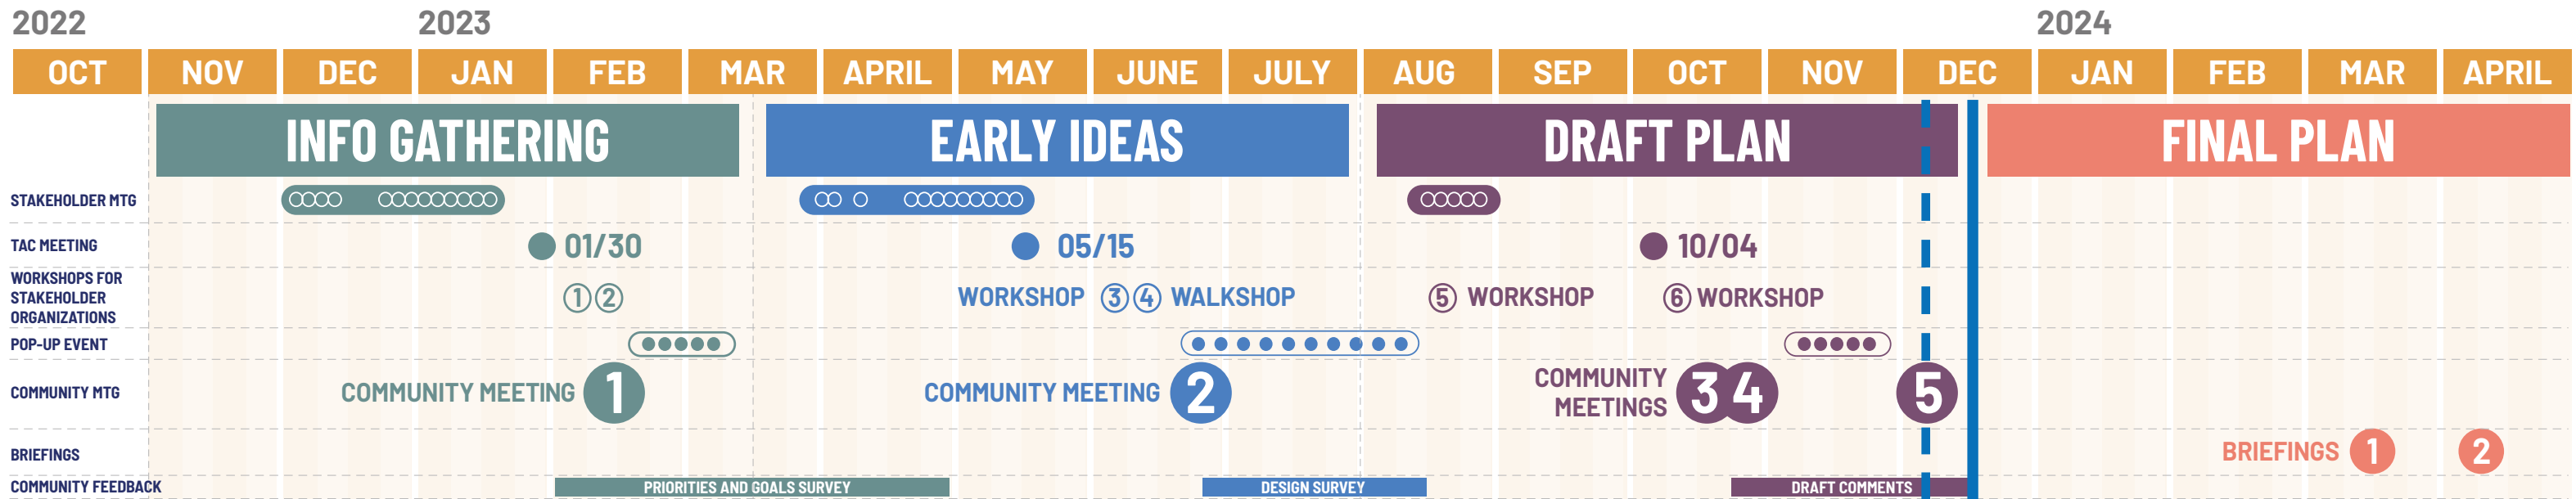 2022 2023 2024
OCT NOV DEC JAN FEB MAR APRIL MAY JUNE JULY AUG SEP OCT NOV DEC JAN FEB MAR APRIL
INFO GATHERING EARLY IDEAS DRAFT PLAN FINAL PLAN
STAKEHOLDER MTG
TAC MEETING 01/30 05/15 10/04
WORKSHOPS FOR
STAKEHOLDER
ORGANIZATIONS
1 2 WORKSHOP 3 4 WALKSHOP 5 WORKSHOP 6 WORKSHOP
POP-UP EVENT
COMMUNITY MTG COMMUNITY MEETING 1 COMMUNITY MEETING 2
COMMUNITY
MEETINGS
3 4 5
BRIEFINGS BRIEFINGS 1 2
COMMUNITY FEEDBACK PRIORITIES AND GOALS SURVEY DESIGN SURVEY DRAFT COMMENTS